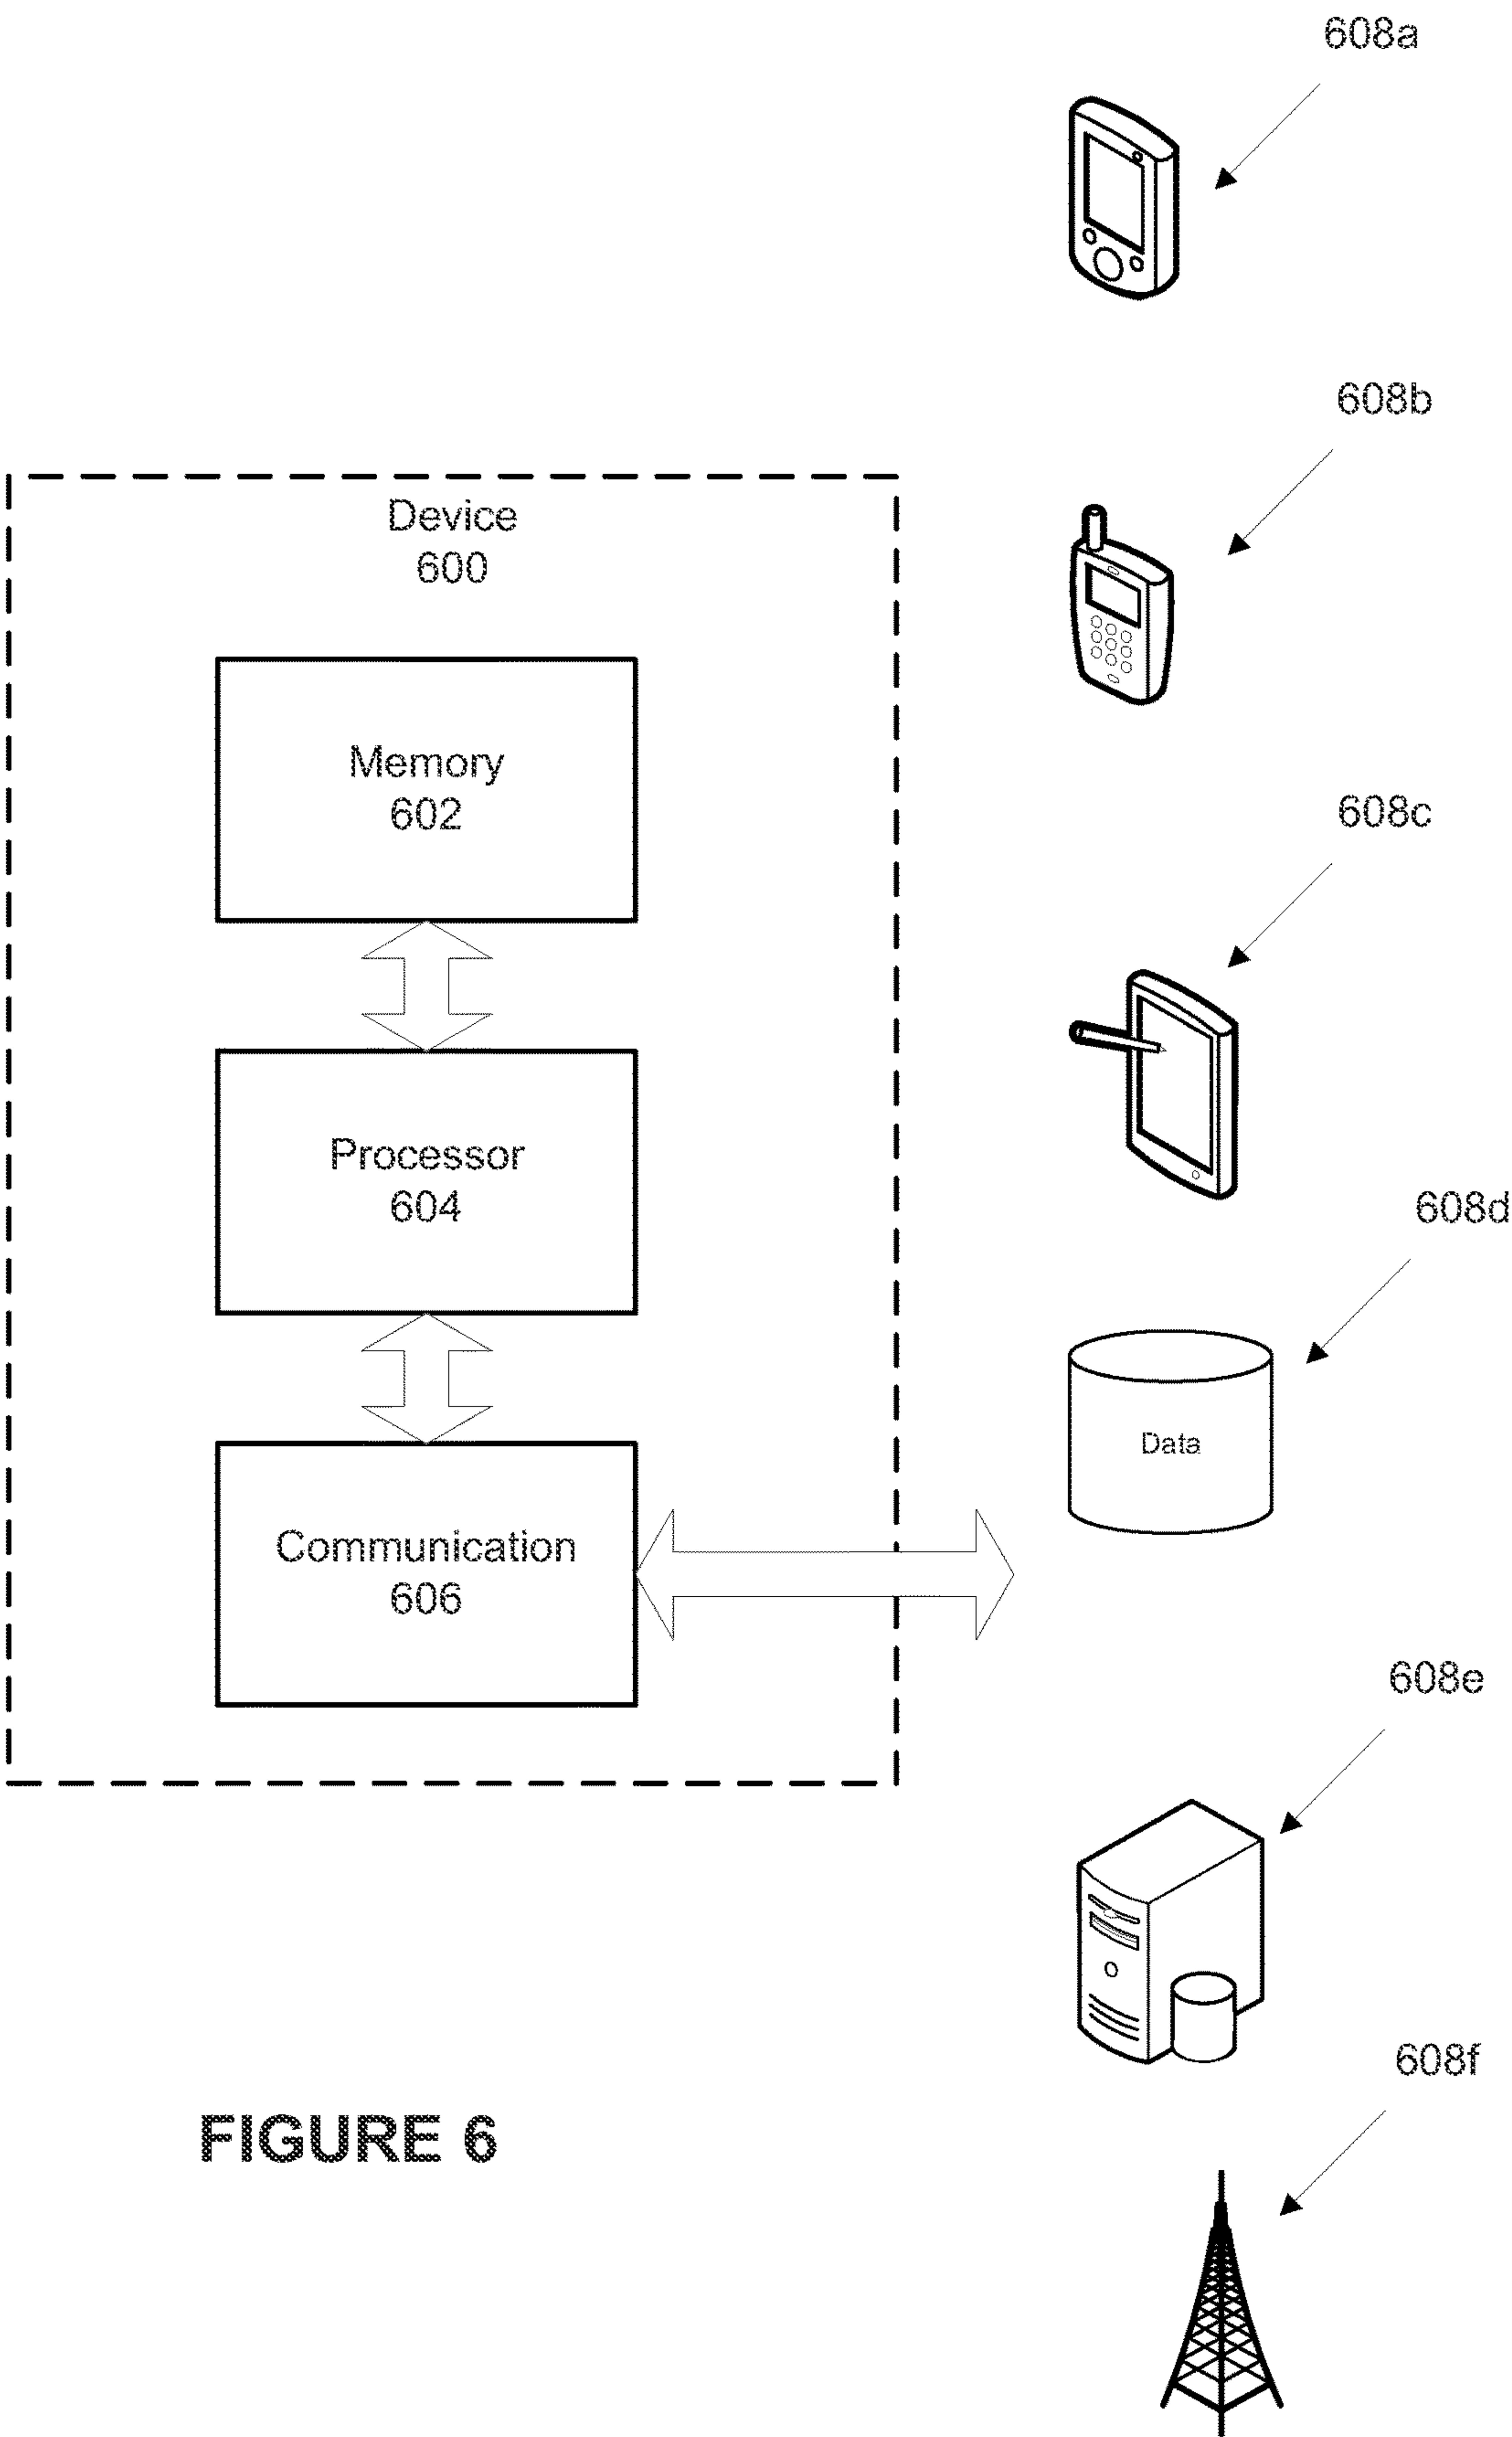 608a
608b
Device
600
Memory
602
608c
Processor
604
608d
Data
Communication
606
608e
608f
FIGURE 6